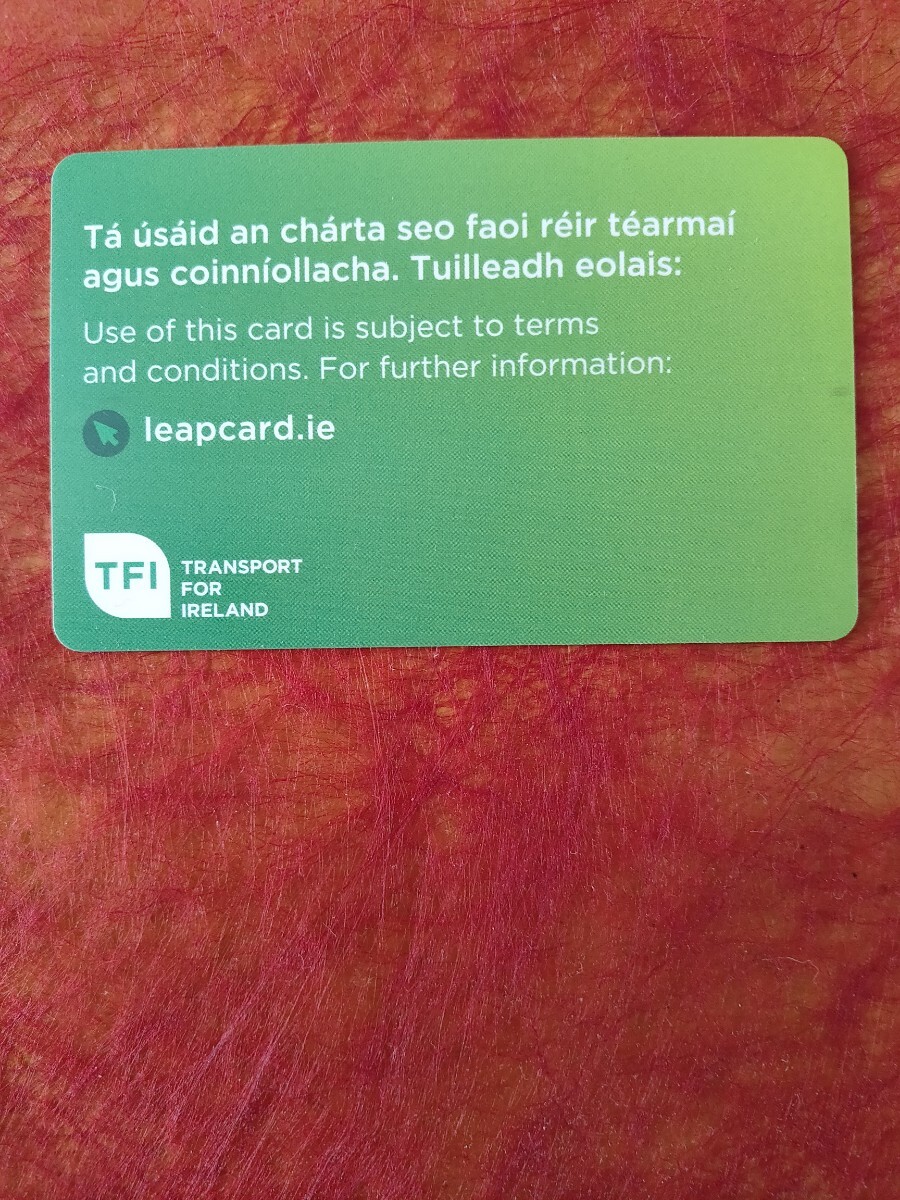 Tá úsáid an chárta seo faoi réir téarmaí
agus coinníollacha. Tuilleadh eolais:
Use of this card is subject to terms
and conditions. For further information:
leapcard.ie
TFI
TRANSPORT
FOR
IRELAND